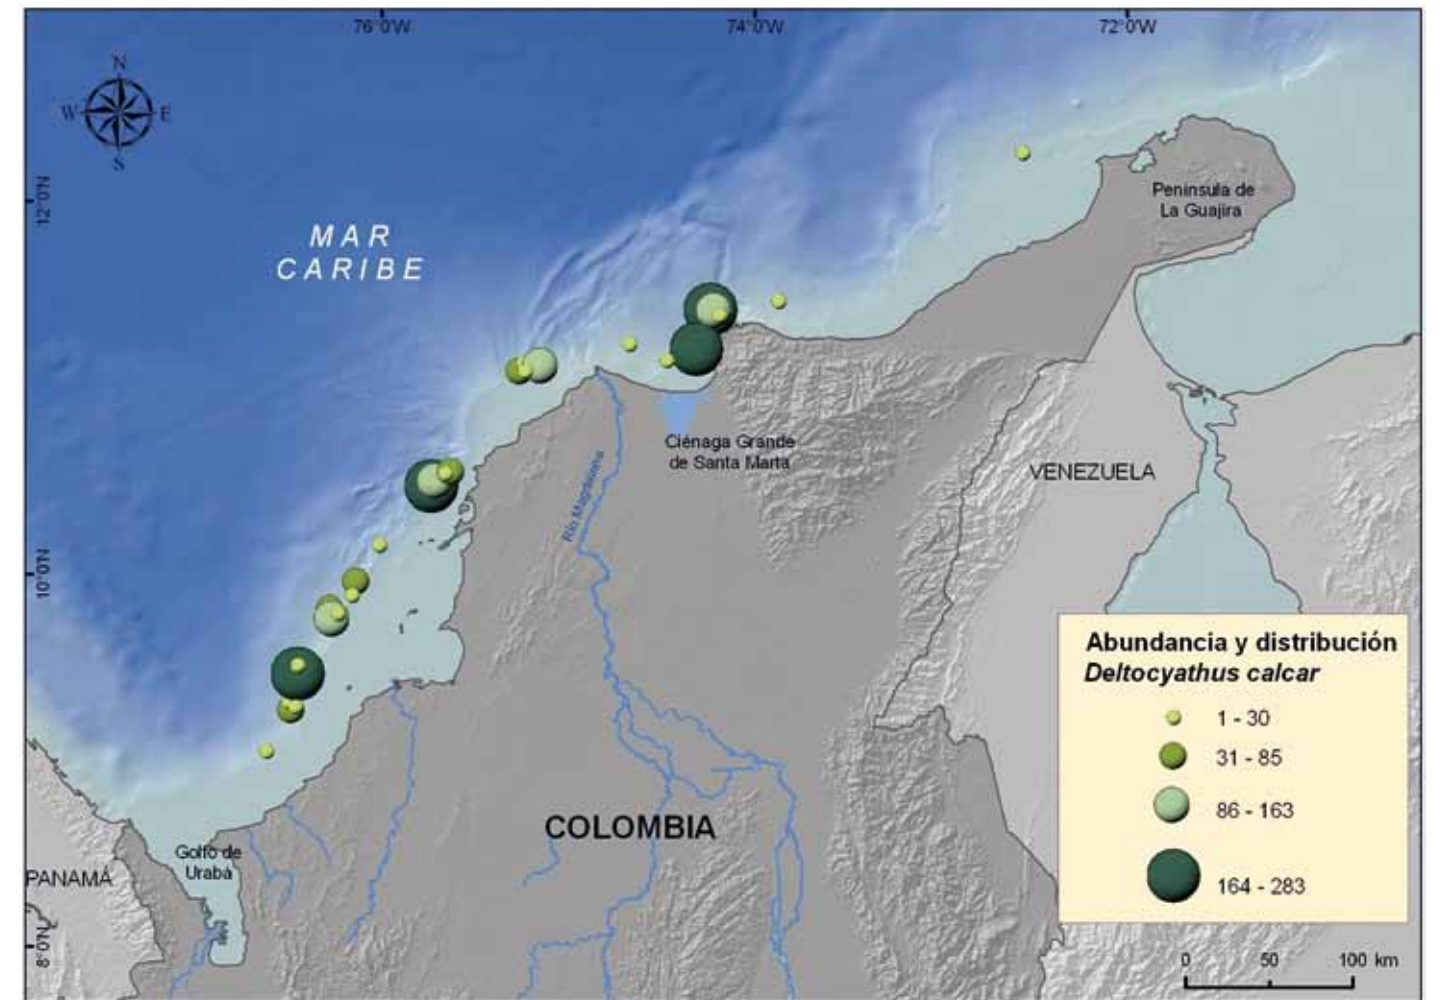 76°0'W
74°0'W
72°0'W
N
W
E
S
12°0'N
Peninsula de
La Guajira
MAR
CARIBE
Ciénaga Grande
de Santa Marta
VENEZUELA
Río Magdalena
10°0'N
Abundancia y distribución
Deltocyathus calcar
1 - 30
31 - 85
86 - 163
164 - 283
COLOMBIA
Golfo de
Urabá
PANAMÁ
8°0'N
0 50 100 km